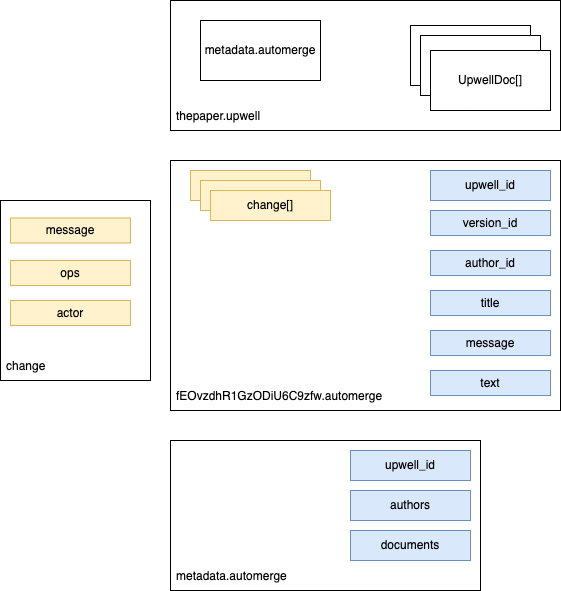 metadata.automerge
UpwellDoc[]
thepaper.upwell
change[]
upwell_id
version_id
author_id
title
message
text
fEOvzdhR1GzODiU6C9zfw.automerge
message
ops
actor
change
upwell_id
authors
documents
metadata.automerge